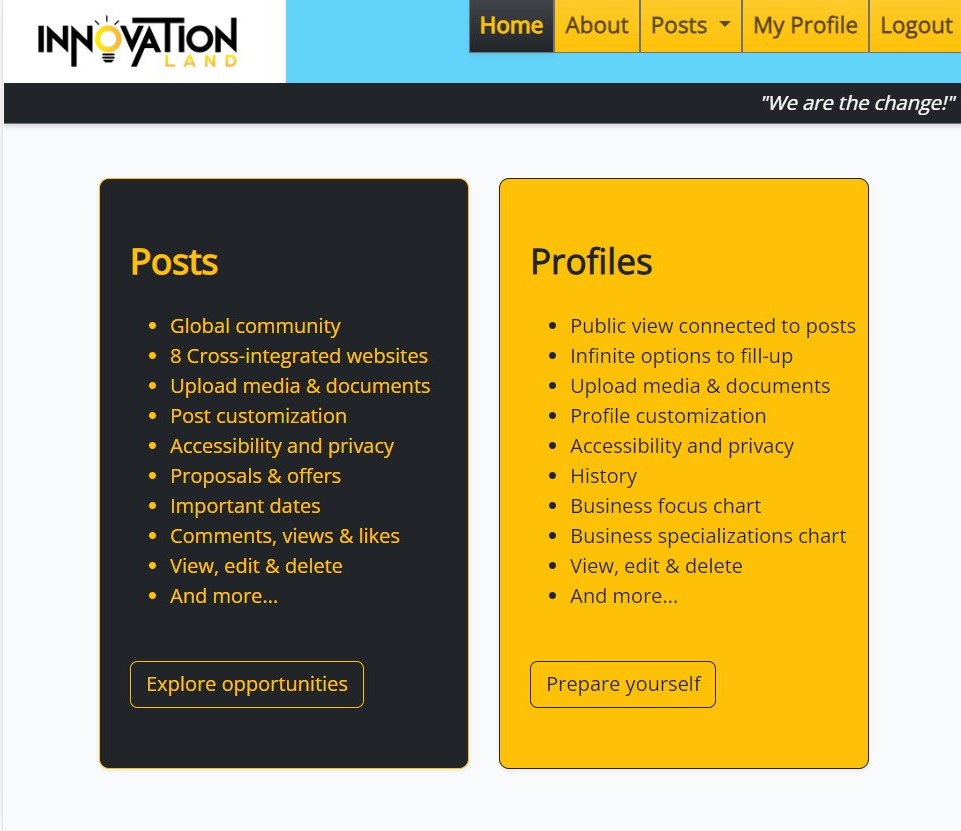 INNOVATION
LAND
Home
About
Posts
My Profile
Logout
"We are the change!"
Posts
Global community
8 Cross-integrated websites
Upload media & documents
Post customization
Accessibility and privacy
Proposals & offers
Important dates
Comments, views & likes
View, edit & delete
And more...
Explore opportunities
Profiles
Public view connected to posts
Infinite options to fill-up
Upload media & documents
Profile customization
Accessibility and privacy
History
Business focus chart
Business specializations chart
View, edit & delete
And more...
Prepare yourself